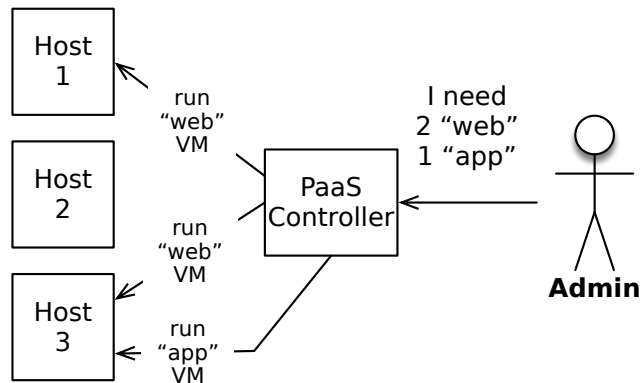 Host
1
run
“web”
VM
I need
2 “web”
1 “app”
Host
2
PaaS
Controller
run
“web”
VM
Admin
Host
3
run
“app”
VM